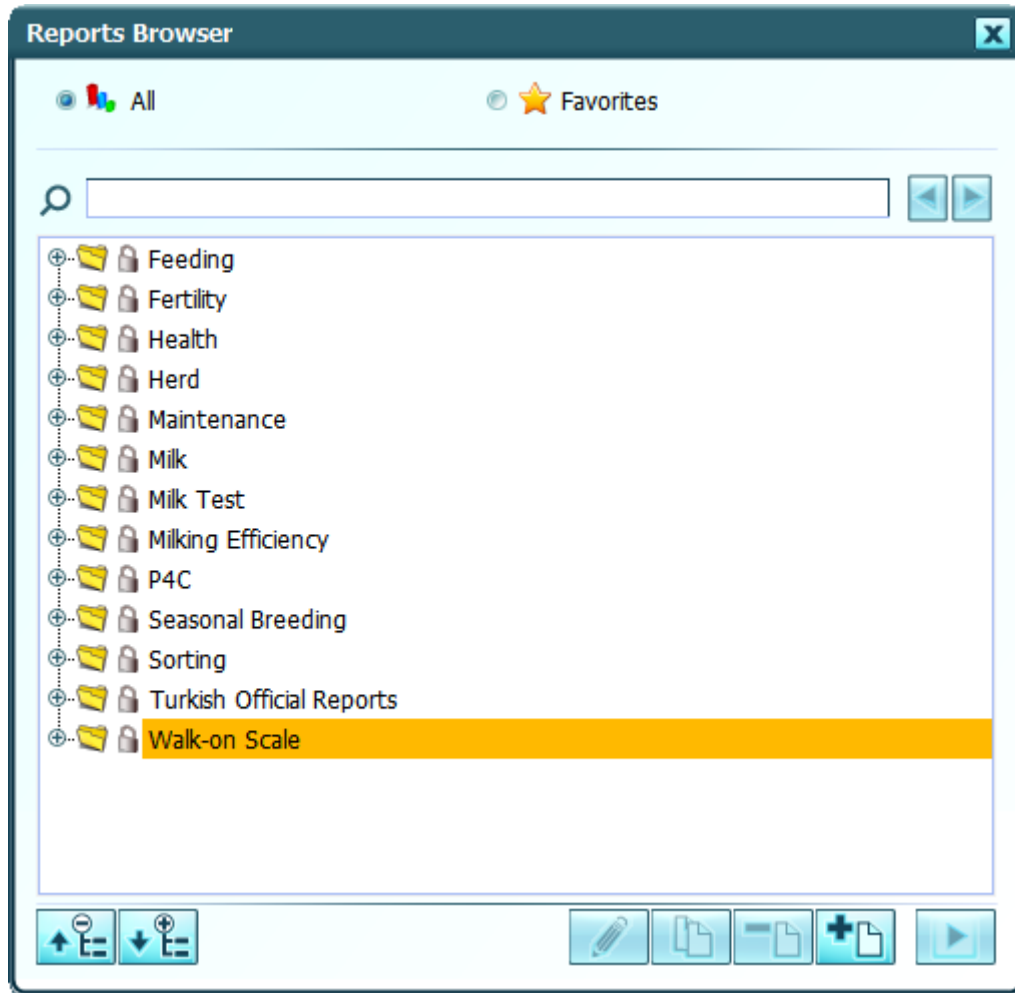 Reports Browser
All
Favorites
Feeding
Fertility
Health
Herd
Maintenance
Milk
Milk Test
Milking Efficiency
P4C
Seasonal Breeding
Sorting
Turkish Official Reports
Walk-on Scale